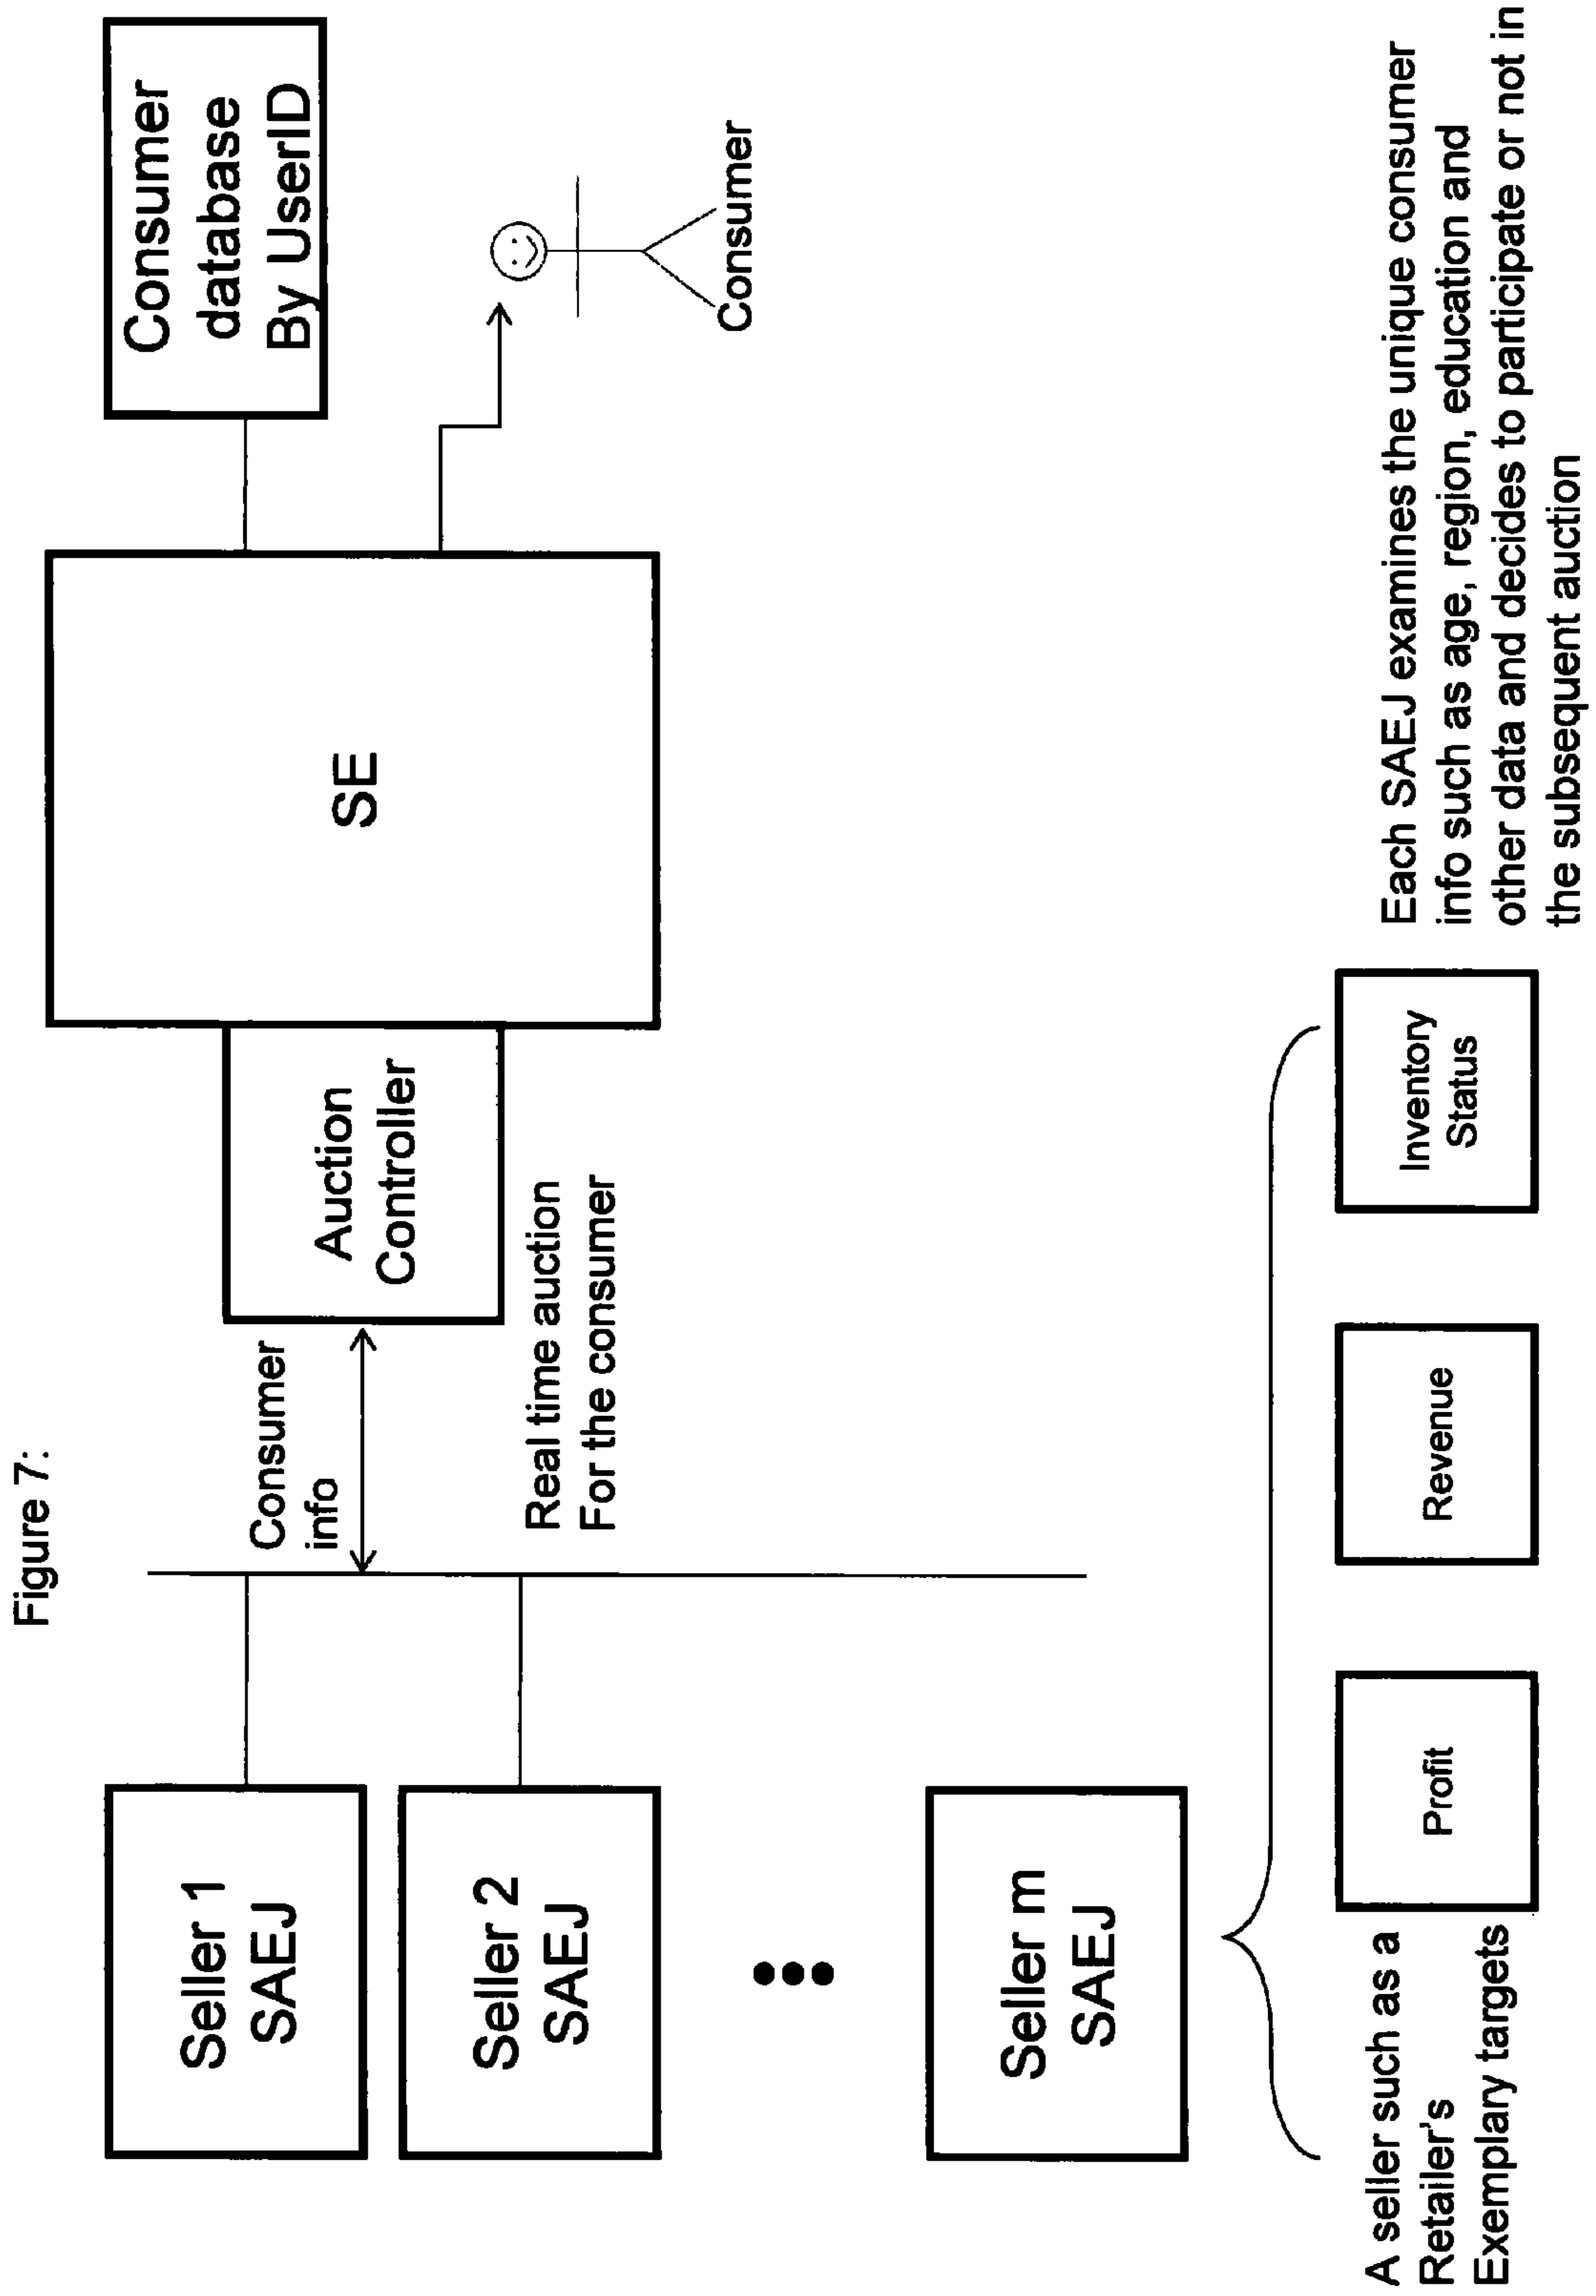 Figure 7:
Seller 1
SAEJ
Seller 2
SAEJ
Seller m
SAEJ
Consumer
info
Real time auction
For the consumer
Auction
Controller
SE
Consumer
database
By UserID
Consumer
A seller such as a
Retailer's
Exemplary targets
Profit
Revenue
Inventory
Status
Each SAEJ examines the unique consumer
info such as age, region, education and
other data and decides to participate or not in
the subsequent auction